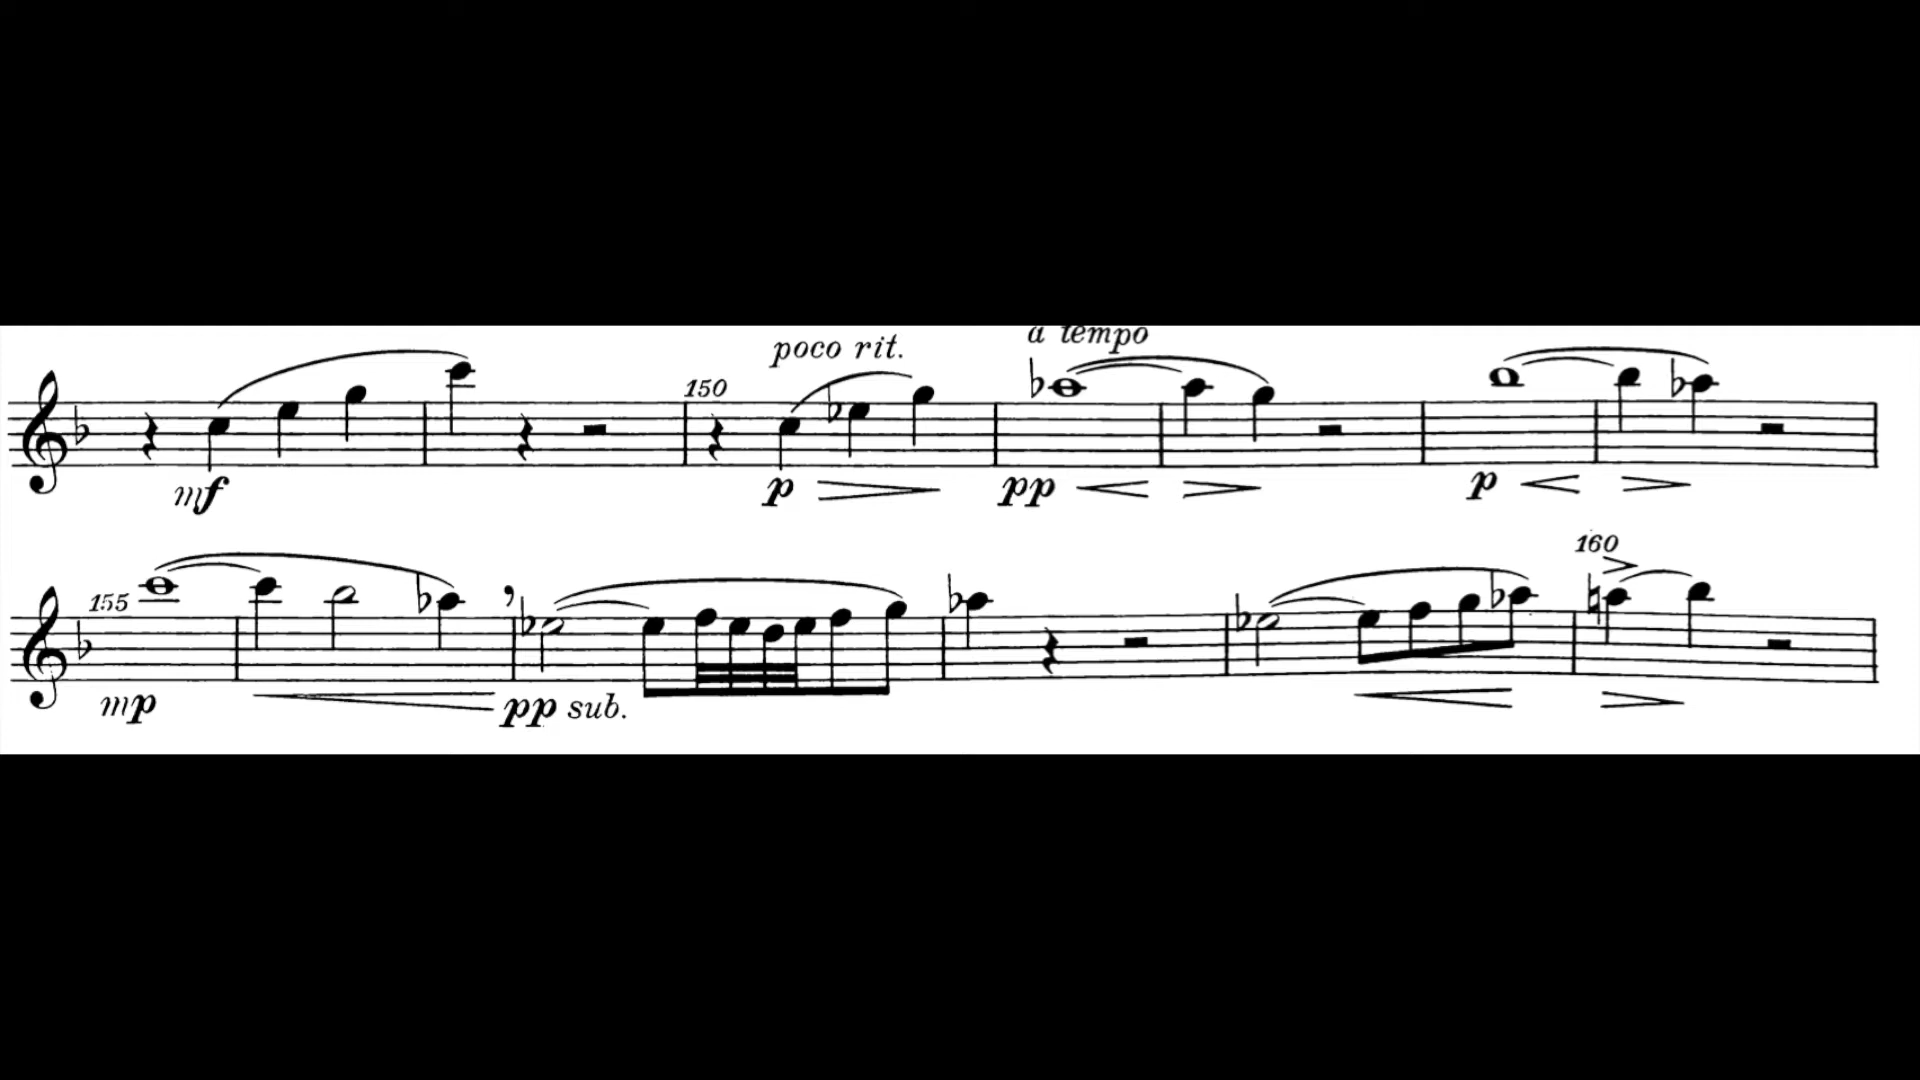 poco rit.
a tempo
150
mf
p
pp
p
160
155
mp
pp sub.